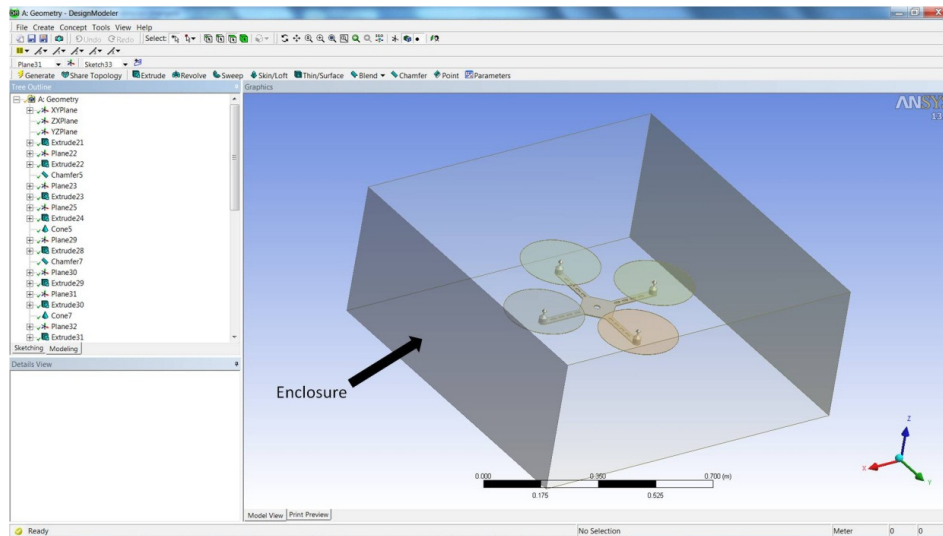 A: Geometry - DesignModeler
File Create Concept Tools View Help
Undo Redo Select:
Plane31 Sketch33
Generate Share Topology Extrude Revolve Sweep Skin/Loft Thin/Surface Blend Chamfer Point Parameters
Tree Outline
Graphics
A: Geometry
XYPlane
ZXPlane
YZPlane
Extrude21
Plane22
Extrude22
Chamfer5
Plane23
Extrude23
Plane25
Extrude24
Cone5
Plane29
Extrude28
Chamfer7
Plane30
Extrude29
Plane31
Extrude30
Cone7
Plane32
Extrude31
Sketching Modeling
Details View
ANSYS
13
Enclosure
Z
X
Y
0.000 0.350 0.700 (m)
0.175 0.525
Model View Print Preview
Ready No Selection Meter 0 0